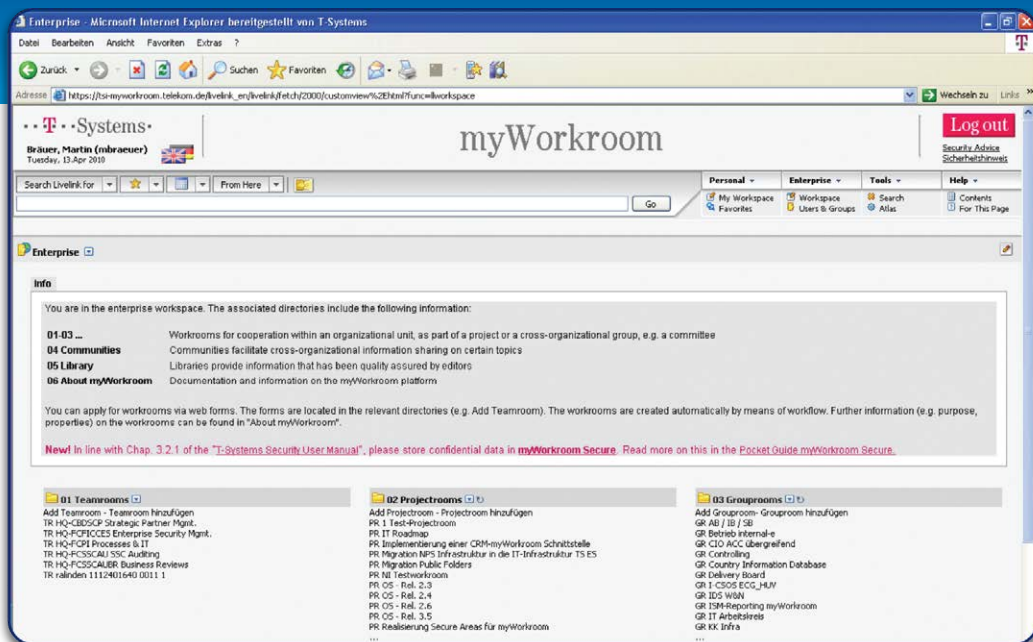 Enterprise - Microsoft Internet Explorer bereitgestellt von T-Systems
Datei Bearbeiten Ansicht Favoriten Extras ?
Zurück Suchen Favoriten
Adresse https://tsi-myworkroom.telekom.de/livelink_en/livelink/fetch/2000/customview%2Ehtml?func=llworkspace Wechseln zu Links »
··T··Systems· myWorkroom Log out
Bräuer, Martin (mbraeuer)
Tuesday, 13.Apr 2010
Security Advice
Sicherheitshinweis
Search Livelink for From Here
Go
Personal Enterprise Tools Help
My Workspace Workspace Search Contents
Favorites Users & Groups Atlas For This Page
Enterprise
Info
You are in the enterprise workspace. The associated directories include the following information:
01-03 ... Workrooms for cooperation within an organizational unit, as part of a project or a cross-organizational group, e.g. a committee
04 Communities Communities facilitate cross-organizational information sharing on certain topics
05 Library Libraries provide information that has been quality assured by editors
06 About myWorkroom Documentation and information on the myWorkroom platform
You can apply for workrooms via web forms. The forms are located in the relevant directories (e.g. Add Teamroom). The workrooms are created automatically by means of workflow. Further information (e.g. purpose,
properties) on the workrooms can be found in "About myWorkroom".
New! In line with Chap. 3.2.1 of the "T-Systems Security User Manual", please store confidential data in myWorkroom Secure. Read more on this in the Pocket Guide myWorkroom Secure.
01 Teamrooms
Add Teamroom - Teamroom hinzufügen
TR HQ-CBDSCP Strategic Partner Mgmt.
TR HQ-FCFICCES Enterprise Security Mgmt.
TR HQ-FCPI Processes & IT
TR HQ-FCSSCAU SSC Auditing
TR HQ-FCSSCAUBR Business Reviews
TR ralinden 1112401640 0011 1
02 Projectrooms
Add Projectroom - Projectroom hinzufügen
PR 1 Test-Projectroom
PR IT Roadmap
PR Implementierung einer CRM-myWorkroom Schnittstelle
PR Migration NPS Infrastruktur in die IT-Infrastruktur TS ES
PR Migration Public Folders
PR NI Testworkroom
PR OS - Rel. 2.3
PR OS - Rel. 2.4
PR OS - Rel. 2.6
PR OS - Rel. 3.5
PR Realisierung Secure Areas für myWorkroom
...
03 Grouprooms
Add Grouproom- Grouproom hinzufügen
GR AB / IB / SB
GR Betrieb internal-e
GR CIO ACC übergreifend
GR Controlling
GR Country Information Database
GR Delivery Board
GR I-CSOS ECG_HUV
GR IDS W&N
GR ISM-Reporting myWorkroom
GR IT Arbeitskreis
GR KK Infra
...